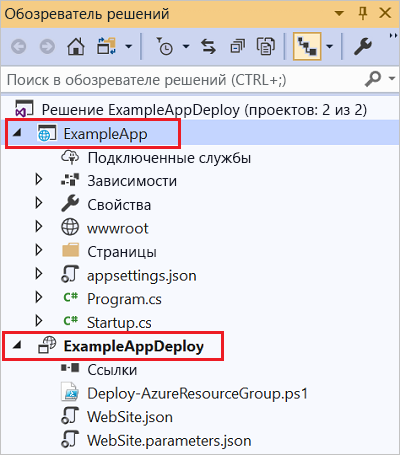 Обозреватель решений
Поиск в обозревателе решений (CTRL+;)
Решение ExampleAppDeploy (проектов: 2 из 2)
ExampleApp
Подключенные службы
Зависимости
Свойства
wwwroot
Страницы
appsettings.json
C# Program.cs
C# Startup.cs
ExampleAppDeploy
Ссылки
Deploy-AzureResourceGroup.ps1
WebSite.json
WebSite.parameters.json